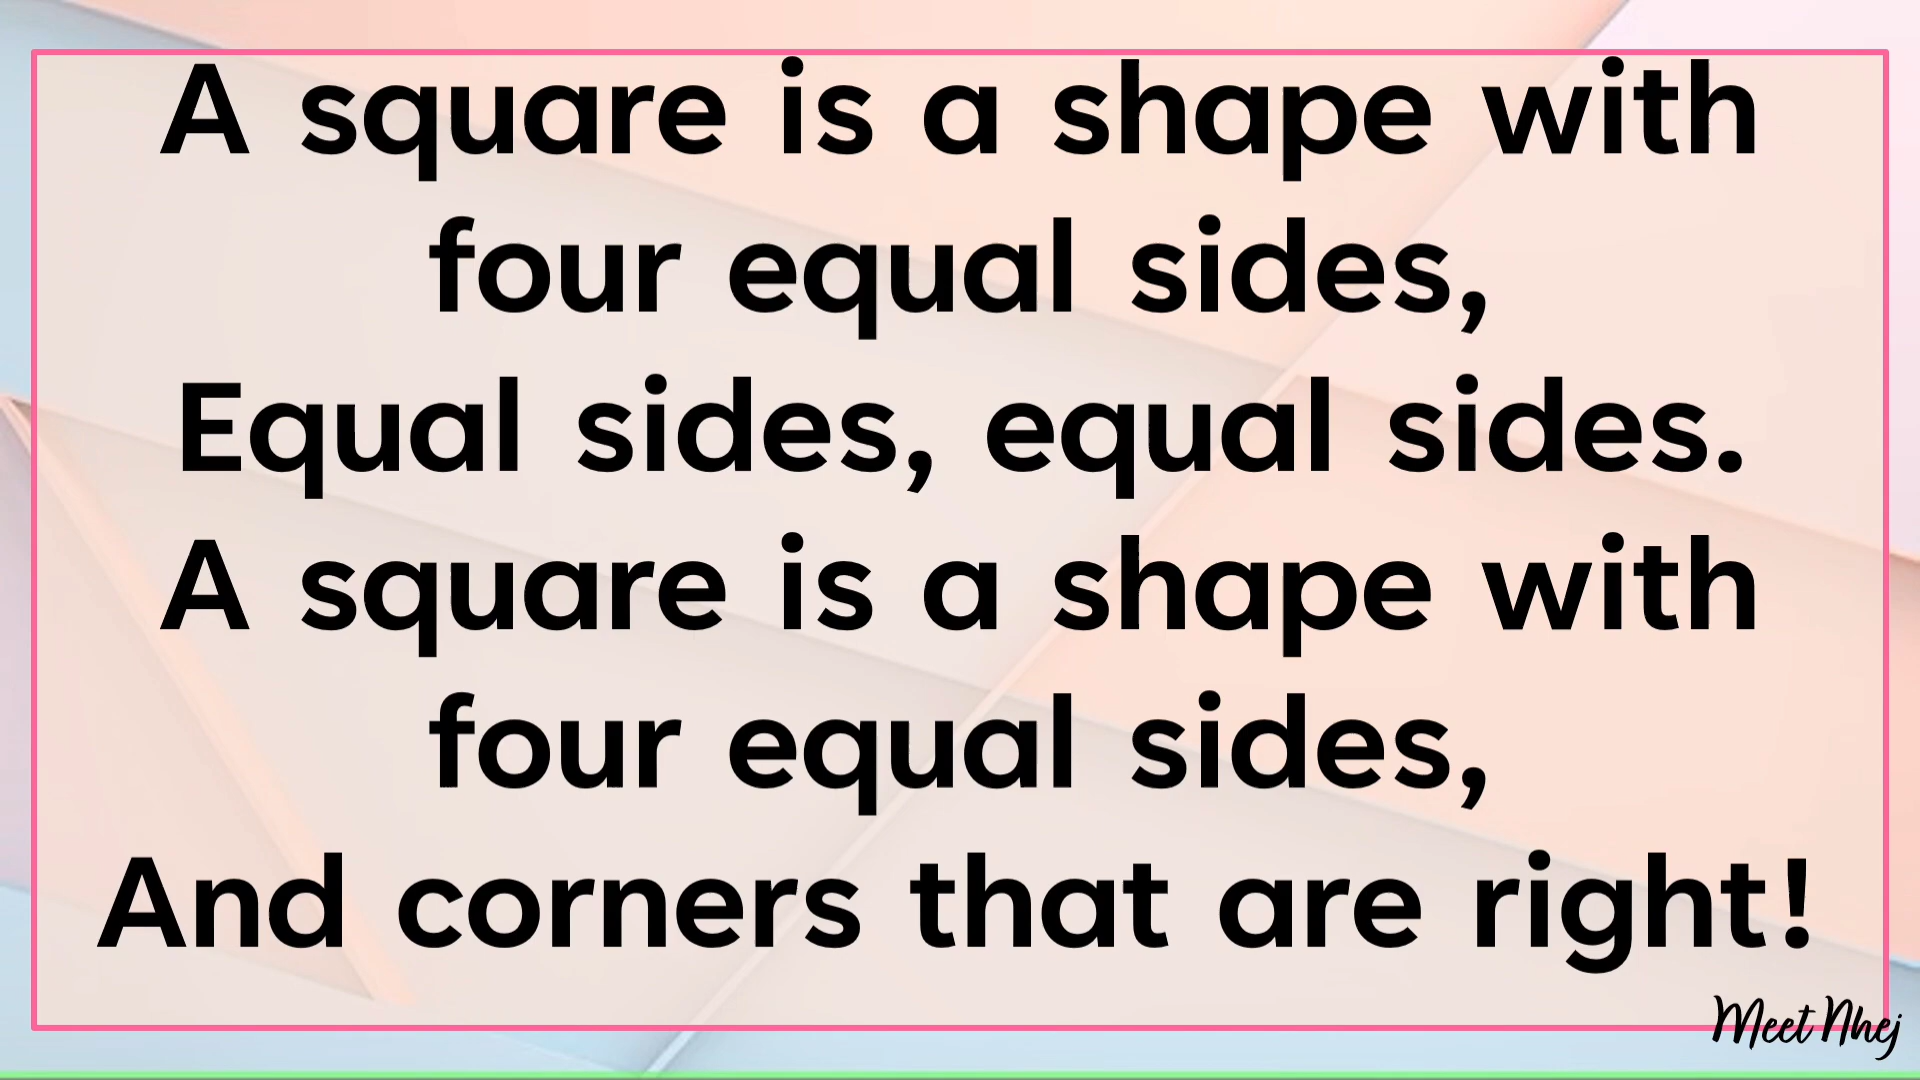 A square is a shape with
four equal sides,
Equal sides, equal sides.
A square is a shape with
four equal sides,
And corners that are right!
Meet Nhej